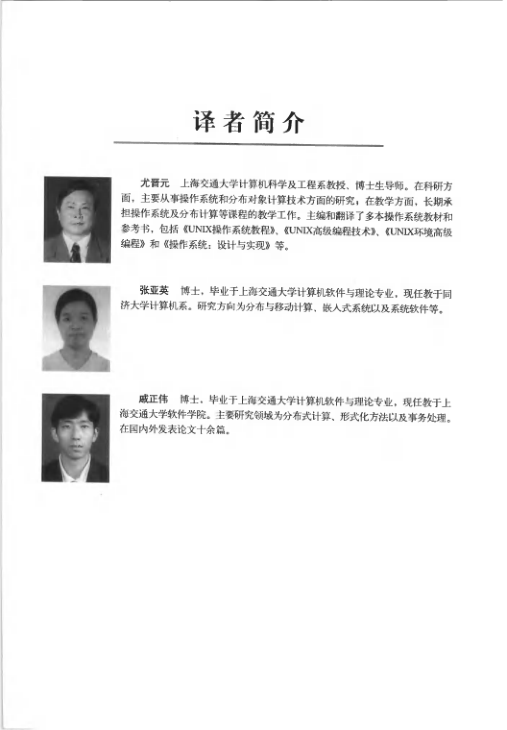 译者简介
尤晋元 上海交通大学计算机科学及工程系教授、博士生导师。在科研方
面，主要从事操作系统和分布对象计算技术方面的研究；在教学方面，长期承
担操作系统及分布计算等课程的教学工作。主编和翻译了多本操作系统教材和
参考书，包括《UNIX操作系统教程》、《UNIX高级编程技术》、《UNIX环境高级
编程》和《操作系统：设计与实现》等。
张亚英 博士，毕业于上海交通大学计算机软件与理论专业，现任教于同
济大学计算机系。研究方向为分布与移动计算、嵌入式系统以及系统软件等。
戚正伟 博士，毕业于上海交通大学计算机软件与理论专业，现任教于上
海交通大学软件学院。主要研究领域为分布式计算、形式化方法以及事务处理。
在国内外发表论文十余篇。